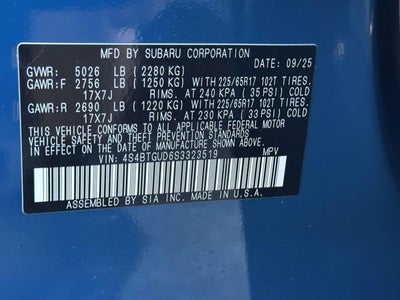 MFD BY SUBARU CORPORATION DATE: 09/25
GVWR: 5026 LB (2280 KG)
GAWR:F 2756 LB (1250 KG) WITH 225/65R17 102T TIRES.
17X7J RIMS. AT 240 KPA ( 35 PSI) COLD
GAWR:R 2690 LB (1220 KG) WITH 225/65R17 102T TIRES.
17X7J RIMS. AT 230 KPA ( 33 PSI) COLD
THIS VEHICLE CONFORMS TO ALL APPLICABLE FEDERAL
MOTOR VEHICLE SAFETY AND THEFT PREVENTION STANDARDS
IN EFFECT ON THE DATE OF MANUFACTURE SHOWN ABOVE.
VIN: 4S4BTGUD6S3323519 MPV
ASSEMBLED BY SIA INC. MADE IN U.S.A.